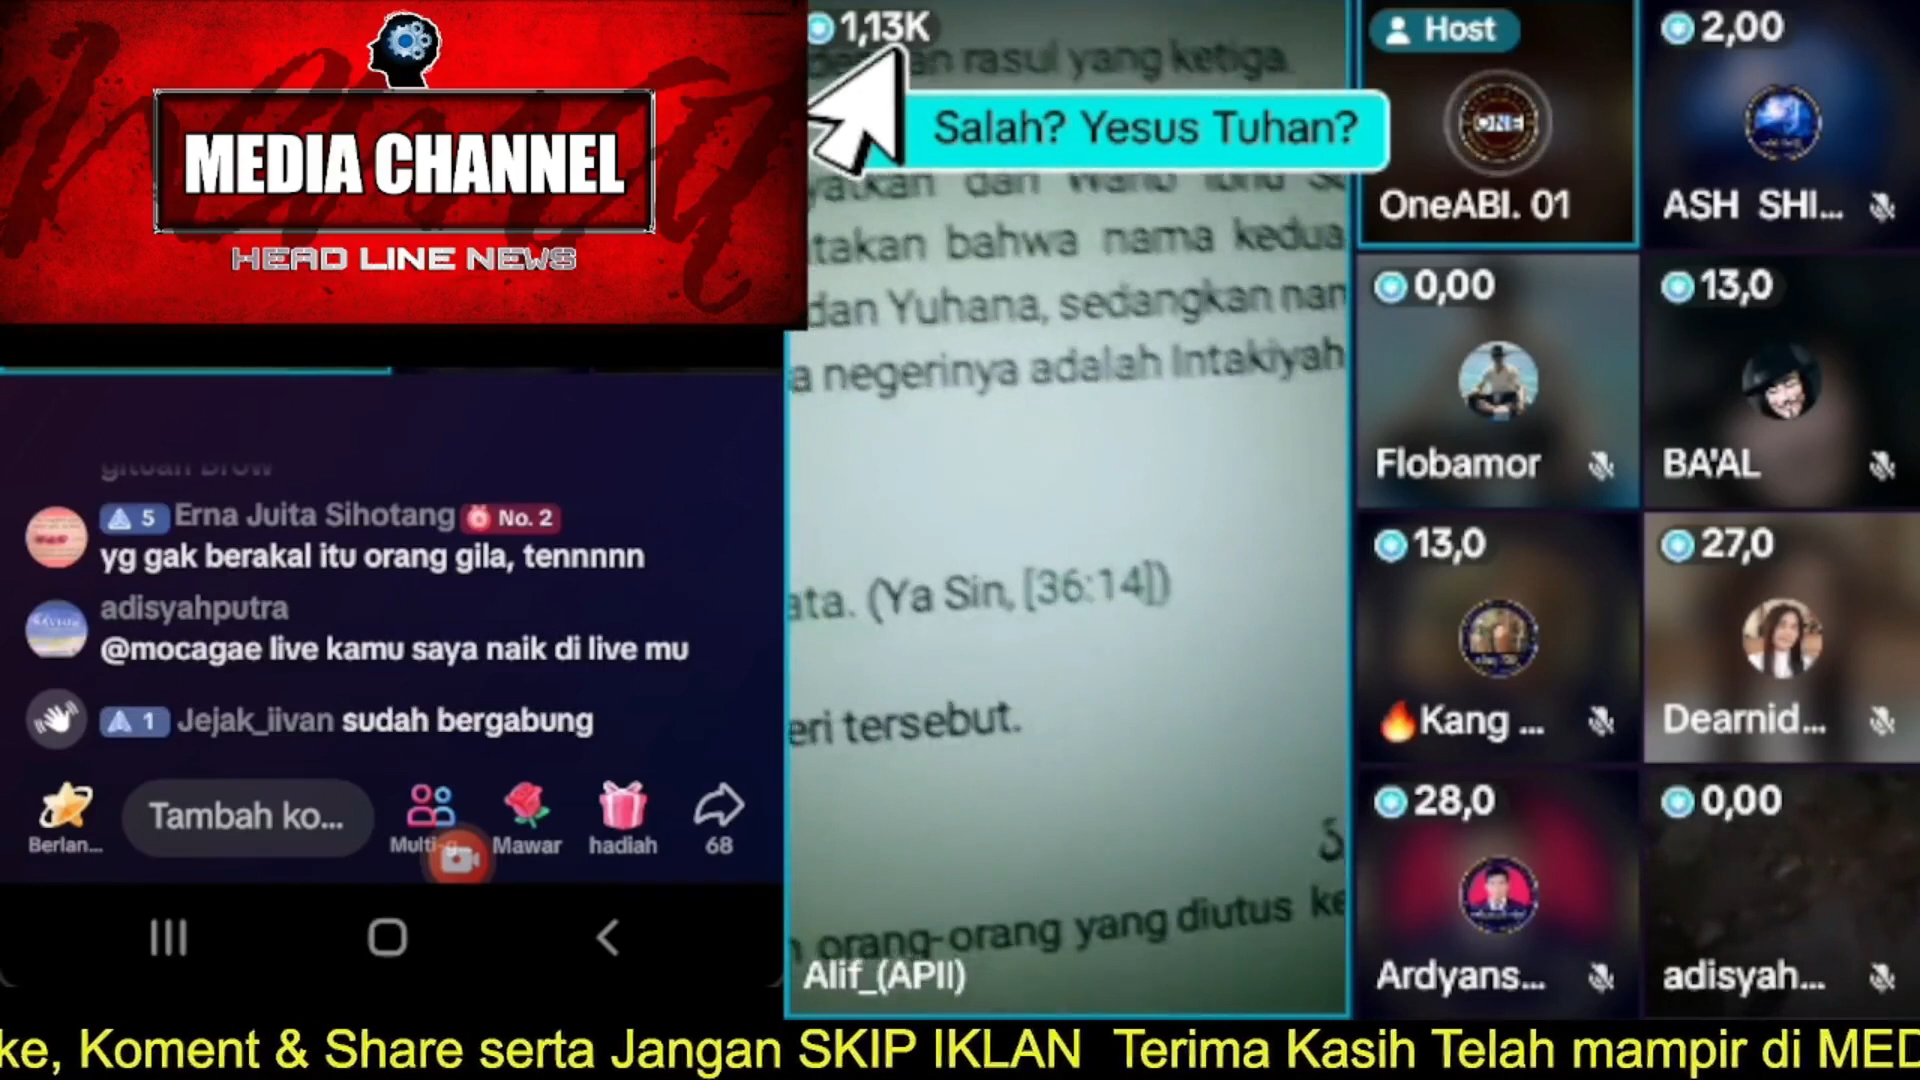 MEDIA CHANNEL
HEAD LINE NEWS
Erna Juita Sihotang No. 2
5
yg gak berakal itu orang gila, tennnnn
adisyahputra
@mocagae live kamu saya naik di live mu
1 Jejak_iivan sudah bergabung
Berlan...
Tambah ko...
Mawar
hadiah
68
1,13K
an rasul yang ketiga.
Salah? Yesus Tuhan?
takan bahwa nama kedua
dan Yuhana, sedangkan nan
a negerinya adalah Intakiyah
ata. (Ya Sin, [36:14])
eri tersebut.
orang-orang yang diutus ke
Alif_(APII)
Host
ONE
OneABI. 01
2,00
ASH SHI...
0,00
Flobamor
13,0
BA'AL
13,0
Kang ...
27,0
Dearnid...
28,0
Ardyans...
0,00
adisyah...
ke, Koment & Share serta Jangan SKIP IKLAN Terima Kasih Telah mampir di MED